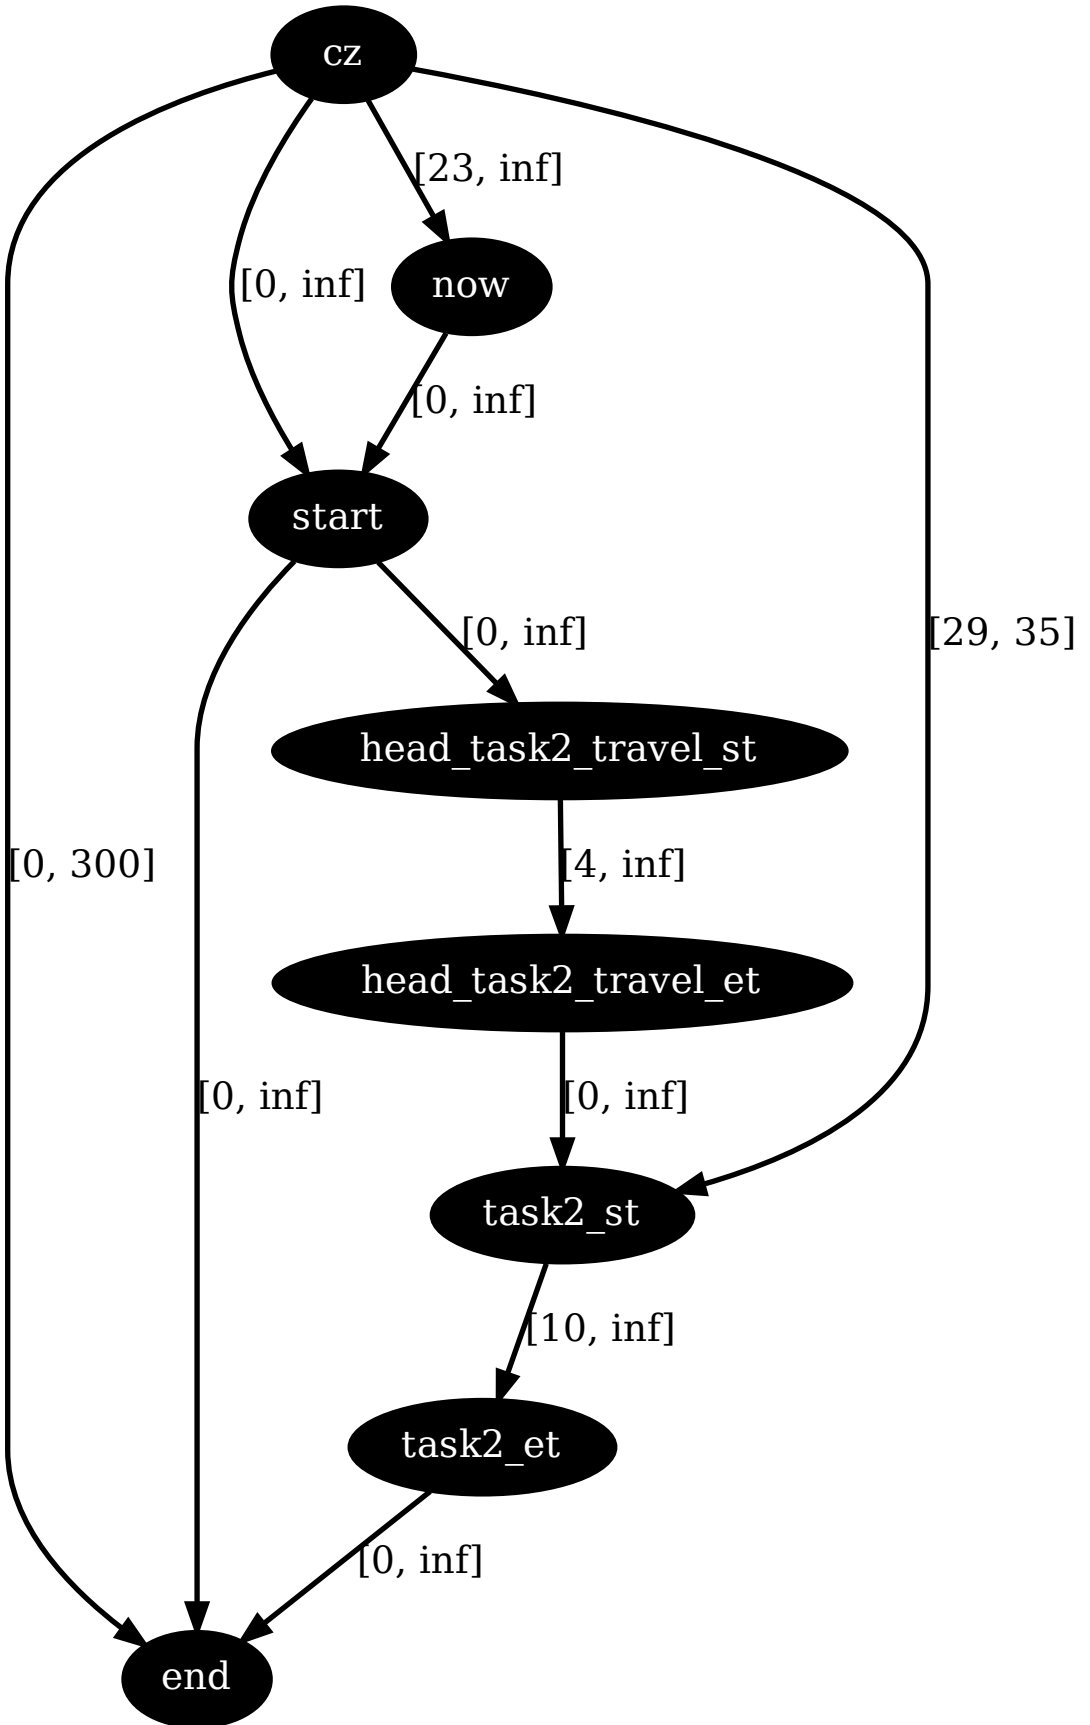 cz
[23, inf]
[0, inf]
now
[0, inf]
start
[0, inf]
[29, 35]
head_task2_travel_st
[0, 300]
[4, inf]
head_task2_travel_et
[0, inf]
[0, inf]
task2_st
[10, inf]
task2_et
[0, inf]
end